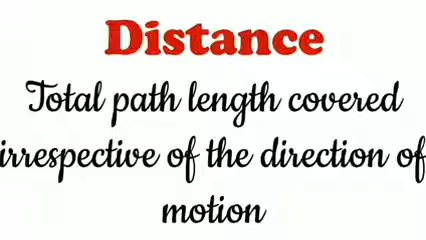 Distance
Total path length covered
irrespective of the direction of
motion